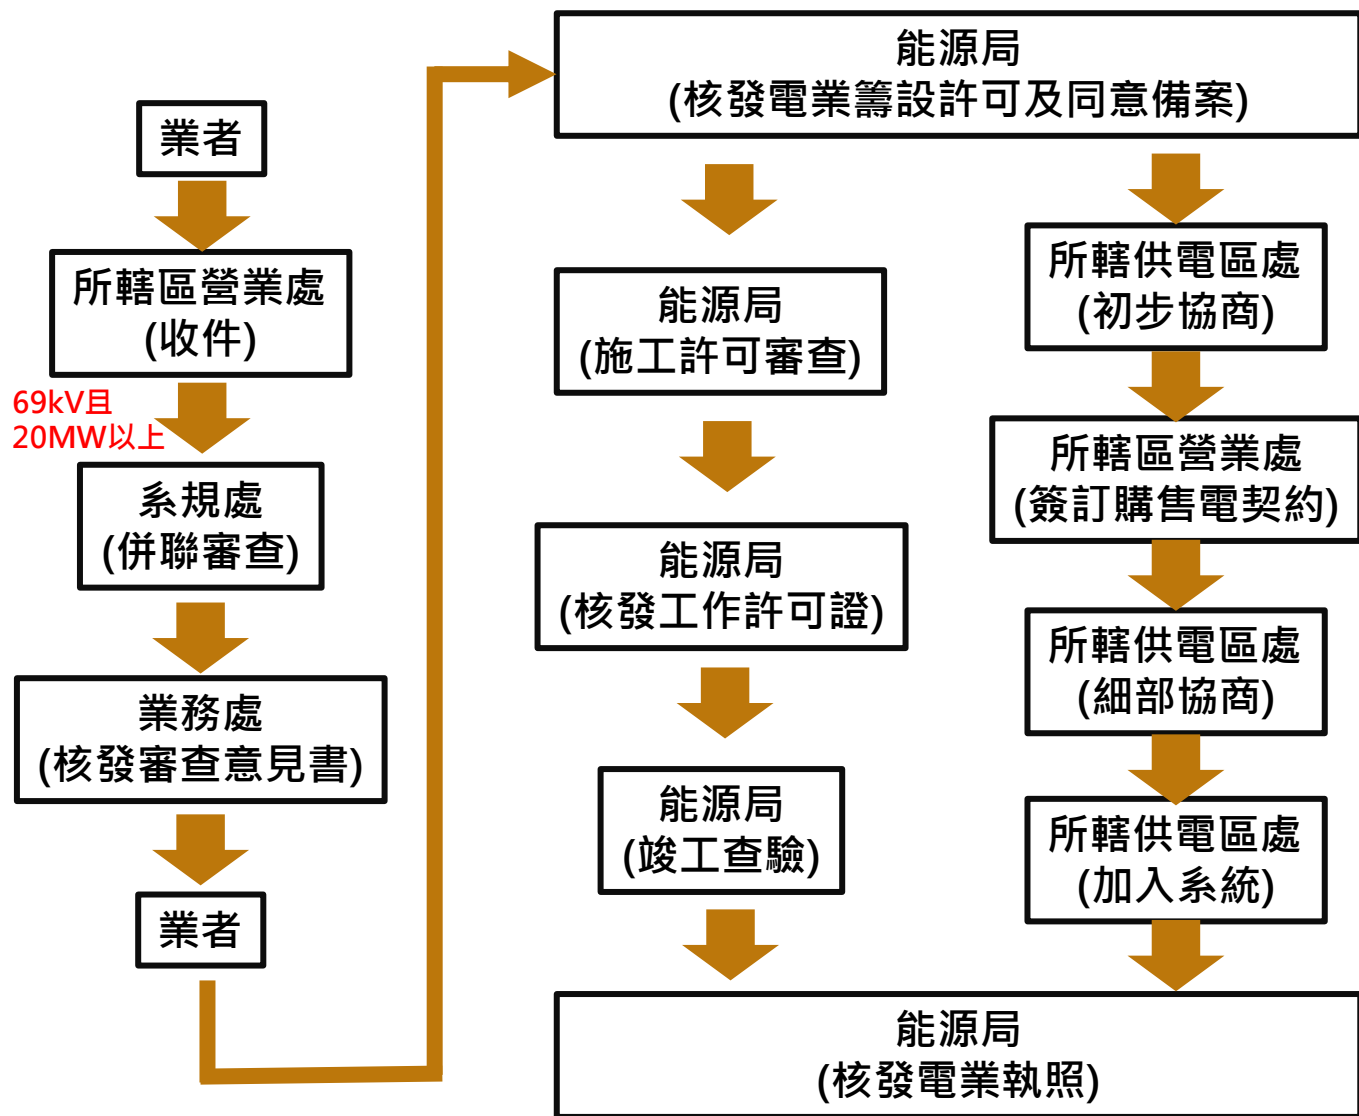 業者
所轄區營業處
(收件)
69kV且
20MW以上
系規處
(併聯審查)
業務處
(核發審查意見書)
業者
能源局
(核發電業籌設許可及同意備案)
能源局
(施工許可審查)
能源局
(核發工作許可證)
能源局
(竣工查驗)
所轄供電區處
(初步協商)
所轄區營業處
(簽訂購售電契約)
所轄供電區處
(細部協商)
所轄供電區處
(加入系統)
能源局
(核發電業執照)